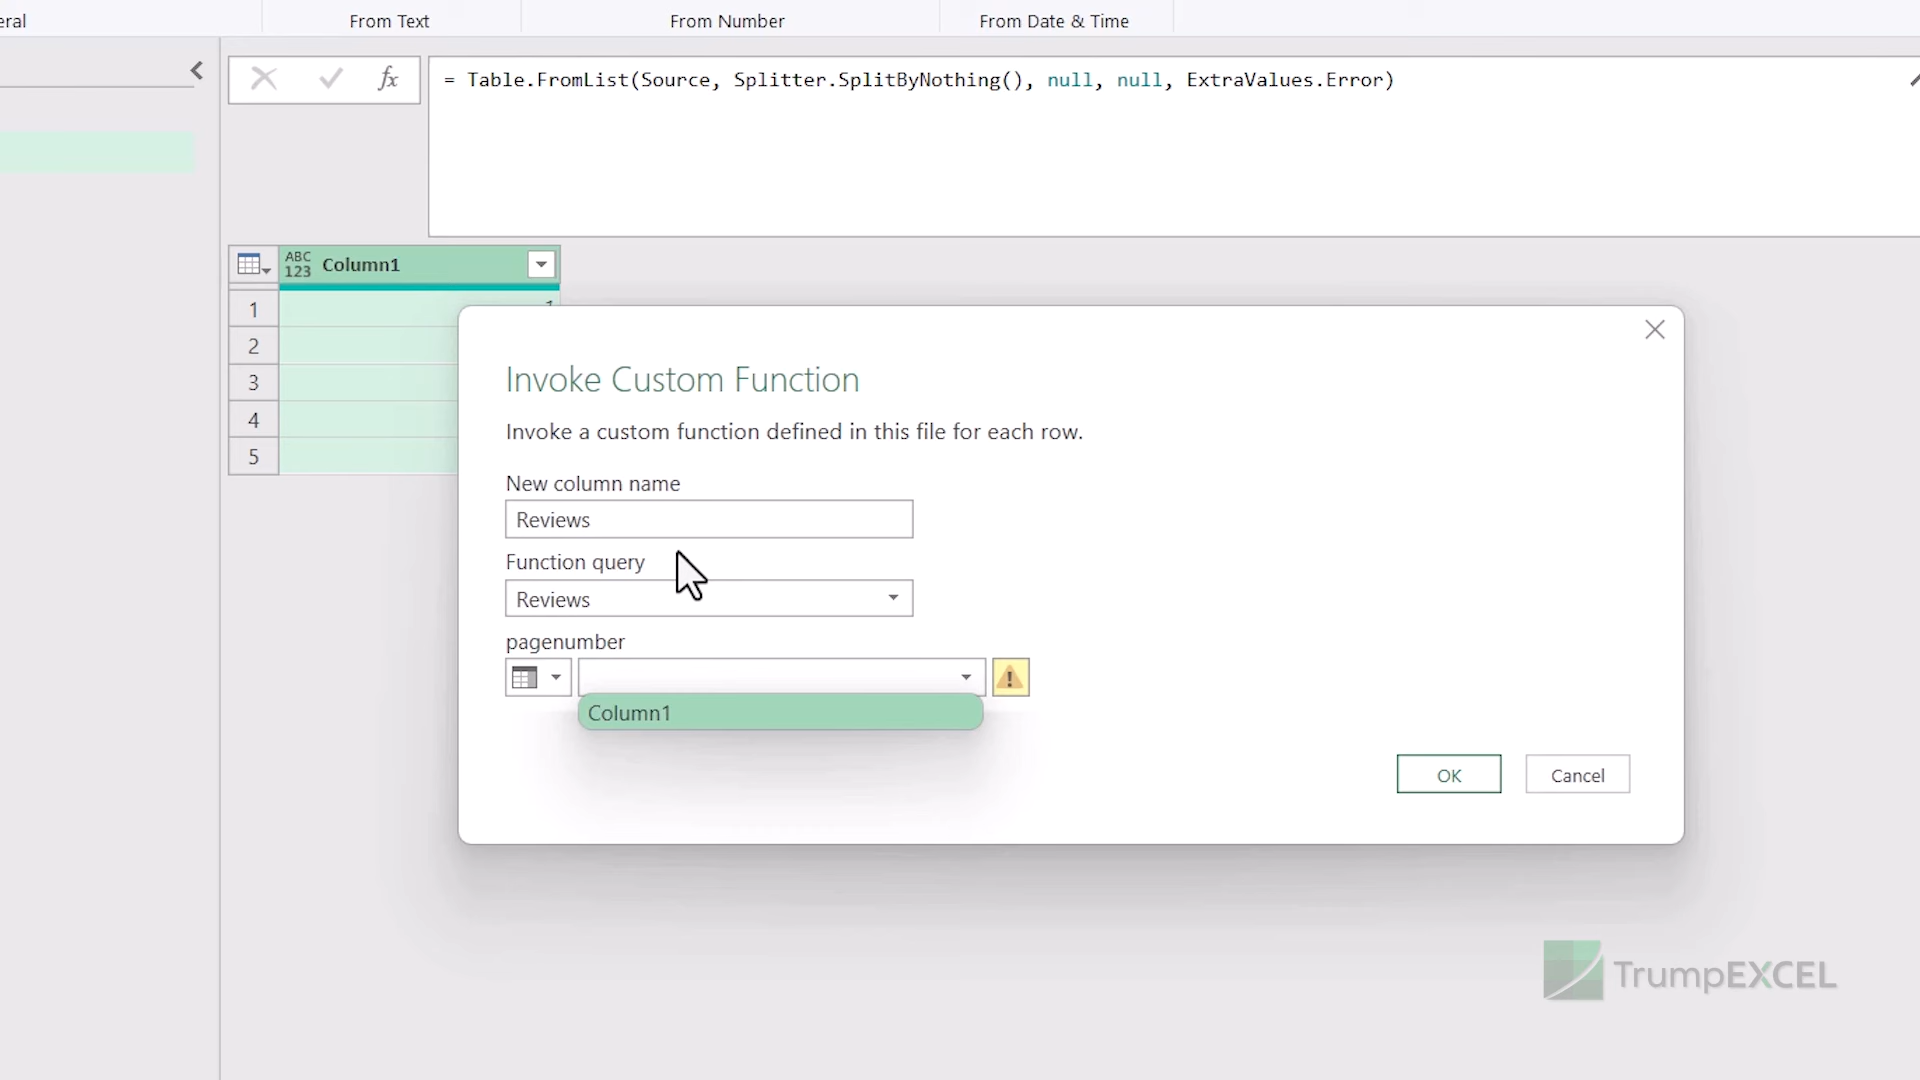 eral
From Text
From Number
From Date & Time
fx
= Table.FromList(Source, Splitter.SplitByNothing(), null, null, ExtraValues.Error)
ABC
123
Column1
1
1
2
3
4
5
Invoke Custom Function
Invoke a custom function defined in this file for each row.
New column name
Reviews
Function query
Reviews
pagenumber
Column1
OK
Cancel
TrumpEXCEL